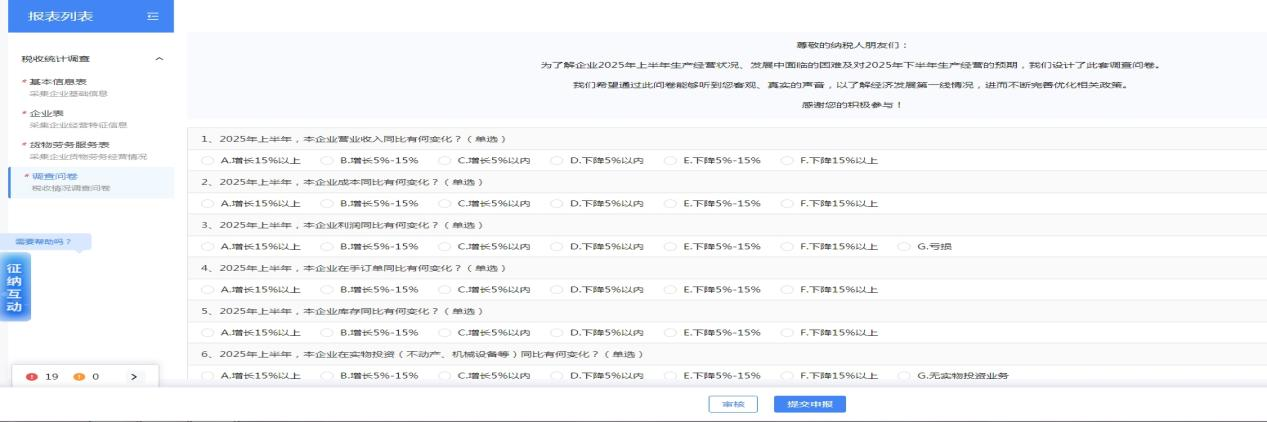 报表列表
税收统计调查
*基本信息表
采集企业基础信息
*企业表
采集企业经营特征信息
*货物劳务服务表
采集企业货物劳务经营情况
*调查问卷
税收情况调查问卷
需要帮助吗？
征纳互动
19 0 >
尊敬的纳税人朋友们：
为了解企业2025年上半年生产经营状况、发展中面临的困难及对2025年下半年生产经营的预期，我们设计了此套调查问卷。
我们希望通过此问卷能够听到您客观、真实的声音，以了解经济发展第一线情况，进而不断完善优化相关政策。
感谢您的积极参与！
1、2025年上半年，本企业营业收入同比有何变化？（单选）
A.增长15%以上 B.增长5%-15% C.增长5%以内 D.下降5%以内 E.下降5%-15% F.下降15%以上
2、2025年上半年，本企业成本同比有何变化？（单选）
A.增长15%以上 B.增长5%-15% C.增长5%以内 D.下降5%以内 E.下降5%-15% F.下降15%以上
3、2025年上半年，本企业利润同比有何变化？（单选）
A.增长15%以上 B.增长5%-15% C.增长5%以内 D.下降5%以内 E.下降5%-15% F.下降15%以上 G.亏损
4、2025年上半年，本企业在手订单同比有何变化？（单选）
A.增长15%以上 B.增长5%-15% C.增长5%以内 D.下降5%以内 E.下降5%-15% F.下降15%以上
5、2025年上半年，本企业库存同比有何变化？（单选）
A.增长15%以上 B.增长5%-15% C.增长5%以内 D.下降5%以内 E.下降5%-15% F.下降15%以上
6、2025年上半年，本企业在实物投资（不动产、机械设备等）同比有何变化？（单选）
A.增长15%以上 B.增长5%-15% C.增长5%以内 D.下降5%以内 E.下降5%-15% F.下降15%以上 G.无实物投资业务
审核 提交申报